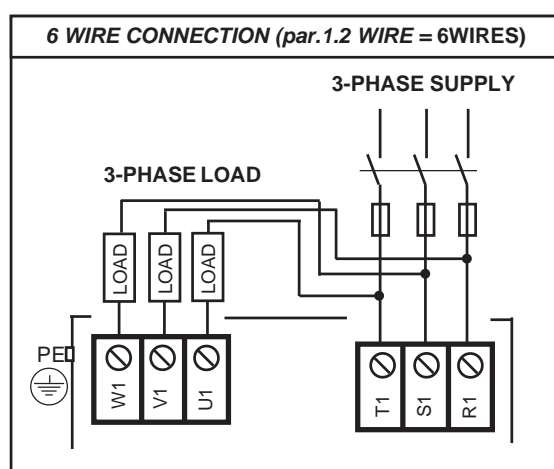 6 WIRE CONNECTION (par.1.2 WIRE = 6WIRES)
3-PHASE SUPPLY
3-PHASE LOAD
LOAD
LOAD
LOAD
PE
W1
V1
U1
T1
S1
R1